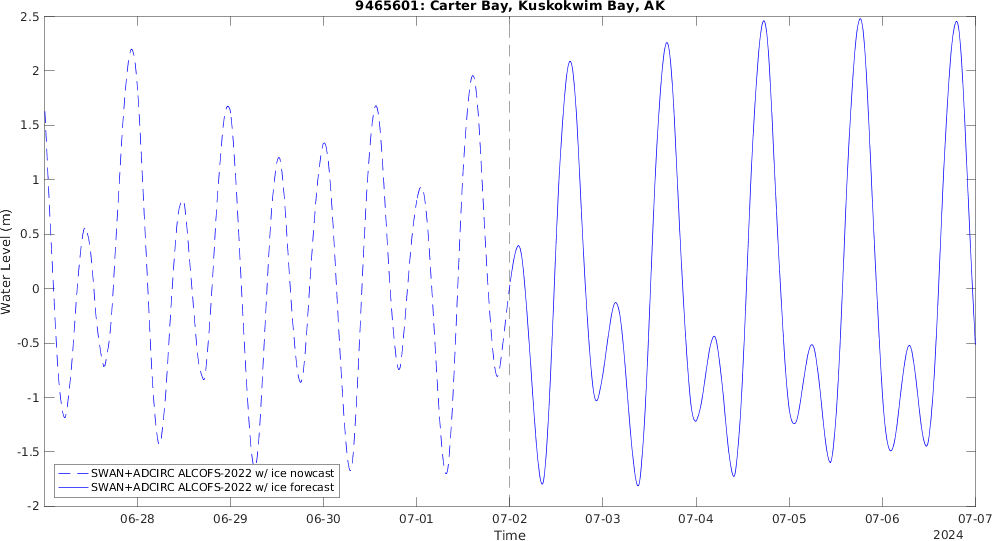 9465601: Carter Bay, Kuskokwim Bay, AK
2.5
2
1.5
1
0.5
0
-0.5
-1
-1.5
-2
Water Level (m)
SWAN+ADCIRC ALCOFS-2022 w/ ice nowcast
SWAN+ADCIRC ALCOFS-2022 w/ ice forecast
06-28 06-29 06-30 07-01 07-02 07-03 07-04 07-05 07-06 07-07
Time
2024